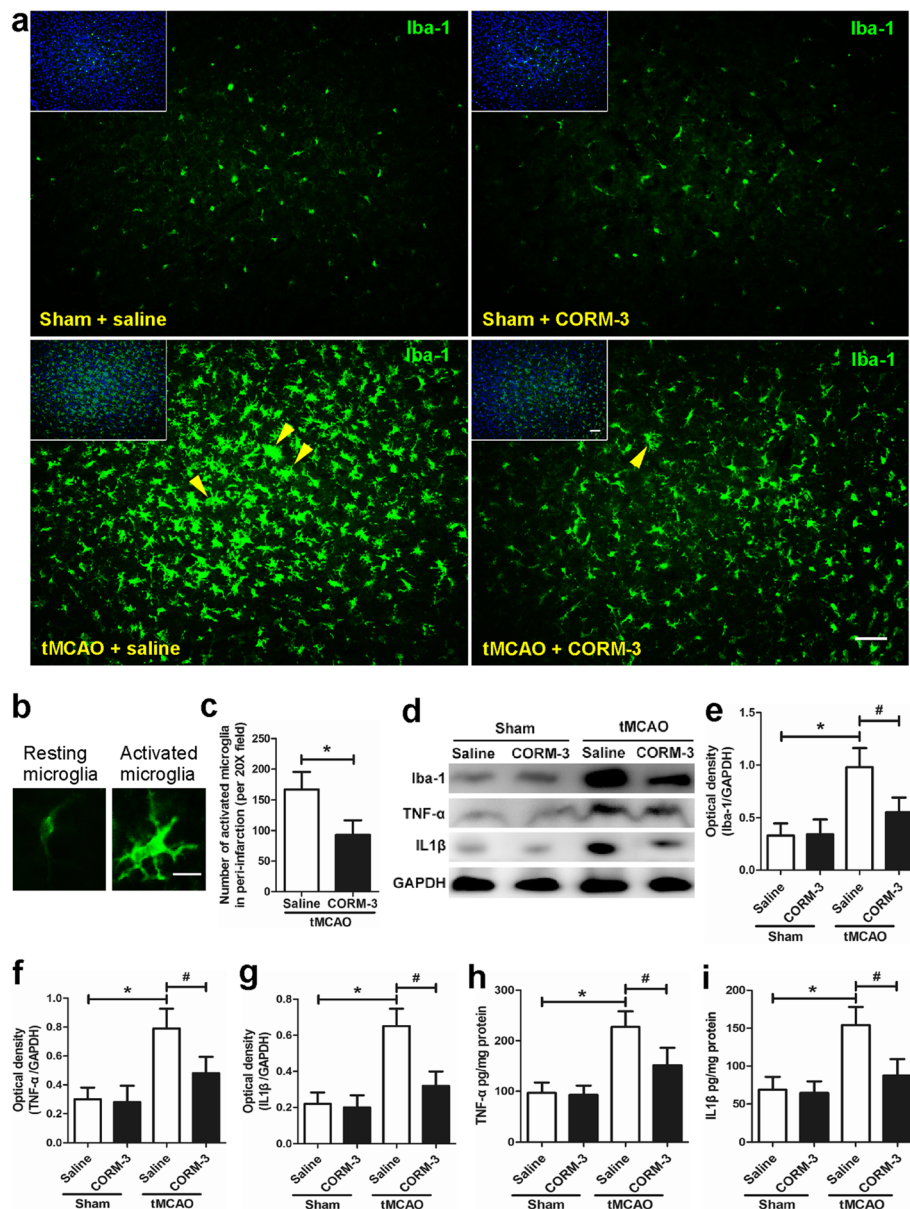 a
Iba-1
Iba-1
Sham + saline
Sham + CORM-3
Iba-1
Iba-1
tMCAO + saline
tMCAO + CORM-3
b
Resting
microglia
Activated
microglia
c
Number of activated microglia
in peri-infarction (per 20X field)
200
150
100
50
0
*
Saline
CORM-3
tMCAO
d
Sham
tMCAO
Saline
CORM-3
Saline
CORM-3
Iba-1
TNF-α
IL1β
GAPDH
e
Optical density
(Iba-1/GAPDH)
1.5
1.0
0.5
0.0
*
#
Saline
CORM-3
Saline
CORM-3
Sham
tMCAO
f
Optical density
(TNF-α/GAPDH)
1.0
0.8
0.6
0.4
0.2
0.0
*
#
Saline
CORM-3
Saline
CORM-3
Sham
tMCAO
g
Optical density
(IL1β/GAPDH)
0.8
0.6
0.4
0.2
0.0
*
#
Saline
CORM-3
Saline
CORM-3
Sham
tMCAO
h
TNF-α pg/mg protein
300
200
100
0
*
#
Saline
CORM-3
Saline
CORM-3
Sham
tMCAO
i
IL1β pg/mg protein
200
150
100
50
0
*
#
Saline
CORM-3
Saline
CORM-3
Sham
tMCAO